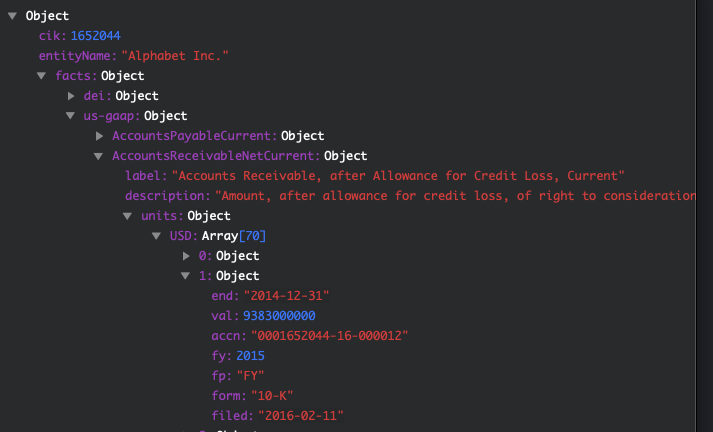 Object
cik: 1652044
entityName: "Alphabet Inc."
facts: Object
dei: Object
us-gaap: Object
AccountsPayableCurrent: Object
AccountsReceivableNetCurrent: Object
label: "Accounts Receivable, after Allowance for Credit Loss, Current"
description: "Amount, after allowance for credit loss, of right to consideration
units: Object
USD: Array[70]
0: Object
1: Object
end: "2014-12-31"
val: 9383000000
accn: "0001652044-16-000012"
fy: 2015
fp: "FY"
form: "10-K"
filed: "2016-02-11"